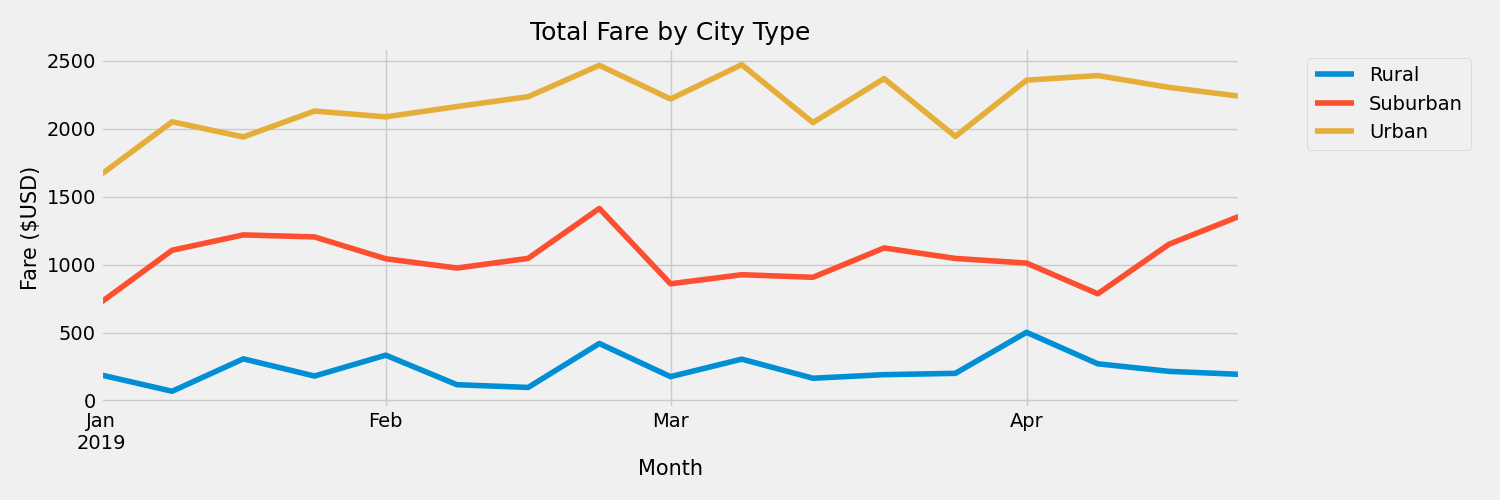 Total Fare by City Type
Fare ($USD)
2500
2000
1500
1000
500
0
Jan
2019
Feb
Mar
Apr
Month
Rural
Suburban
Urban